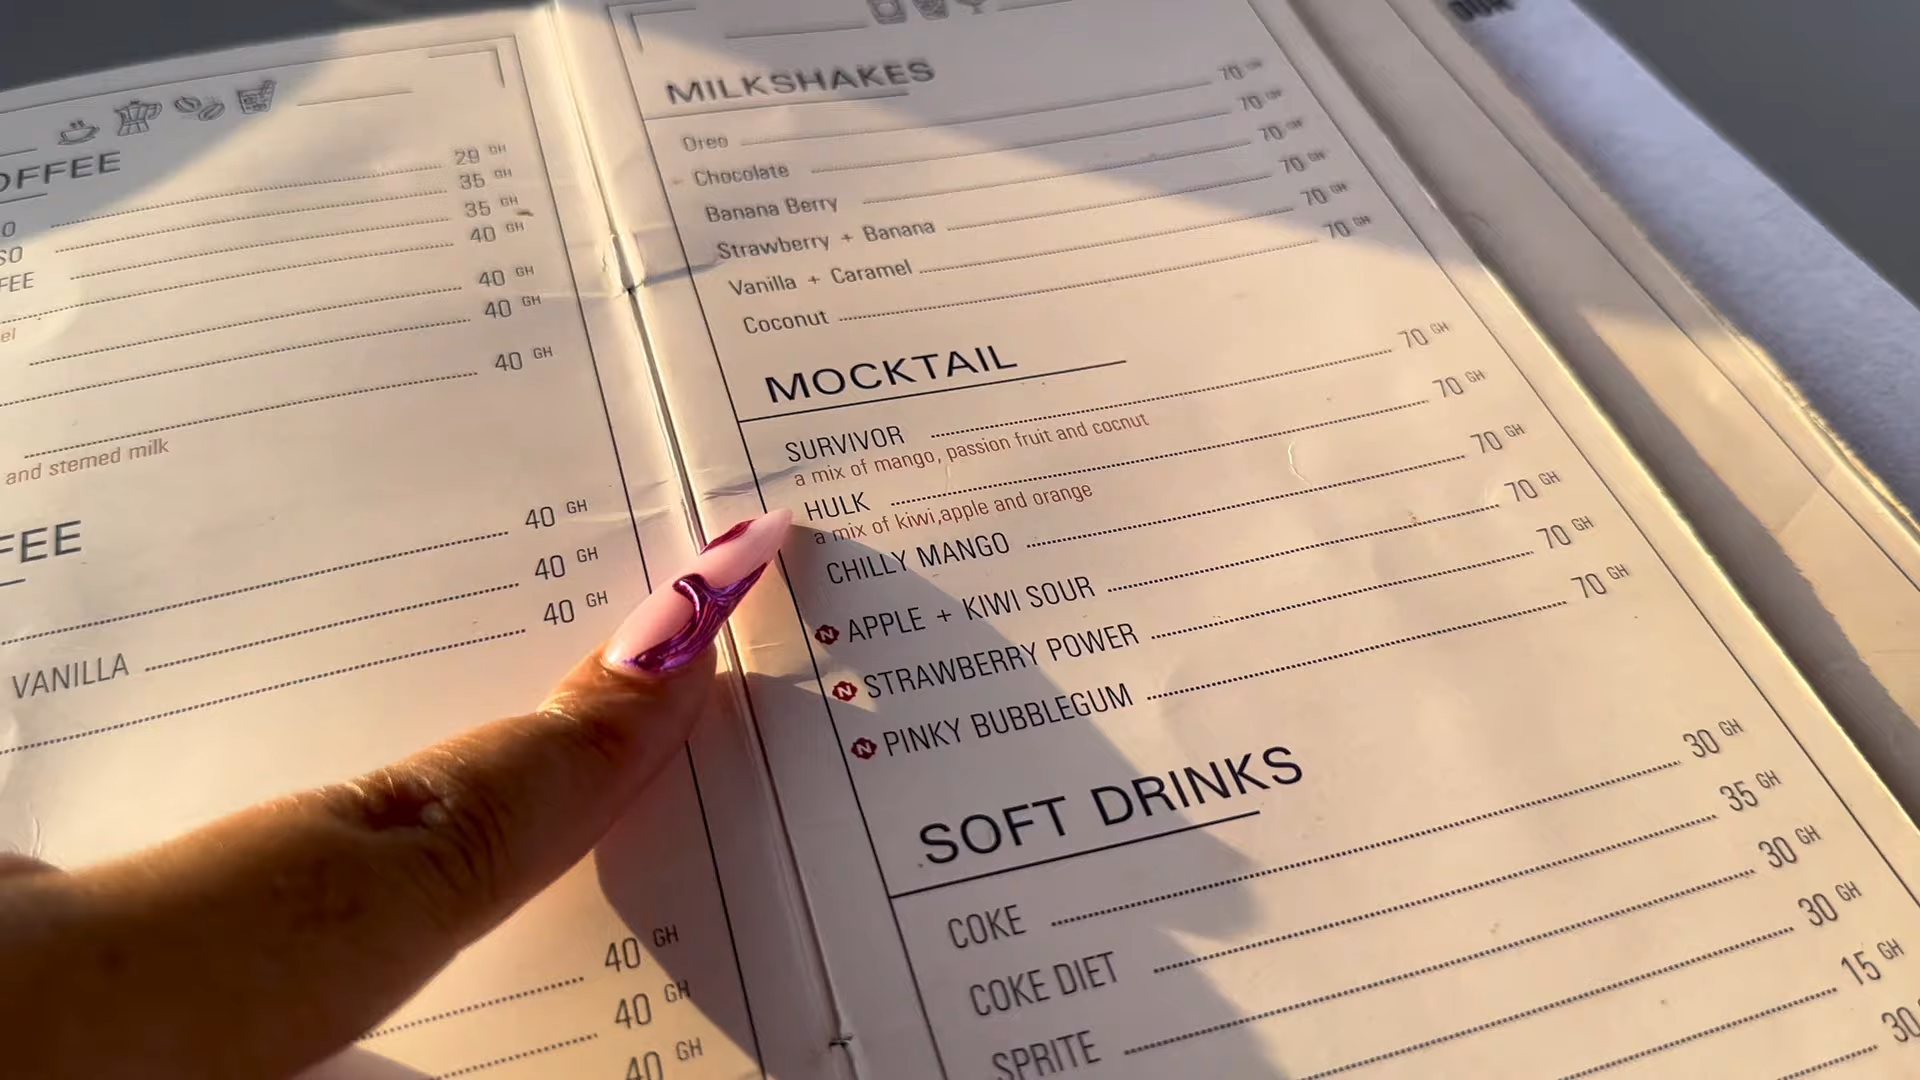 29 GH
35 GH
35 GH
40 GH
40 GH
40 GH
40 GH
and stemed milk
40 GH
40 GH
VANILLA 40 GH
40 GH
40 GH
40 GH
MILKSHAKES
Oreo 70 GH
Chocolate 70 GH
Banana Berry 70 GH
Strawberry + Banana 70 GH
Vanilla + Caramel 70 GH
Coconut 70 GH
MOCKTAIL
SURVIVOR 70 GH
a mix of mango, passion fruit and cocnut
HULK 70 GH
a mix of kiwi,apple and orange
CHILLY MANGO 70 GH
N APPLE + KIWI SOUR 70 GH
N STRAWBERRY POWER 70 GH
N PINKY BUBBLEGUM 70 GH
SOFT DRINKS
COKE 30 GH
COKE DIET 35 GH
SPRITE 30 GH
30 GH
15 GH
30